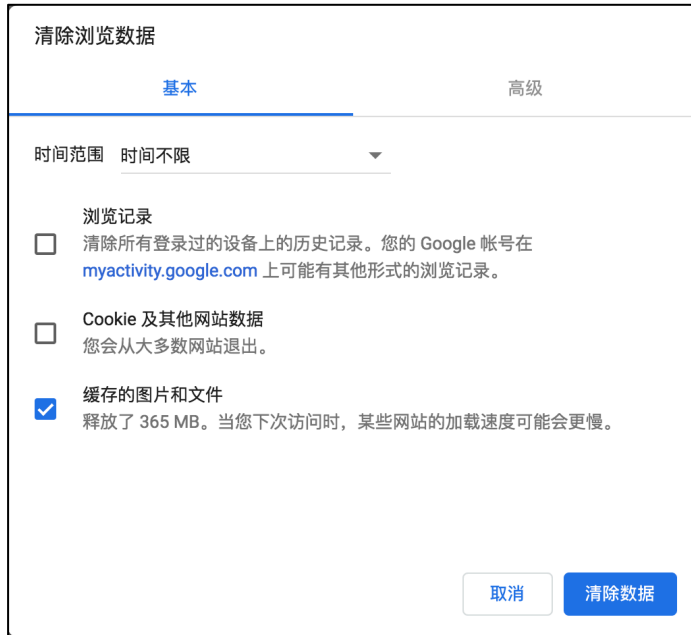 清除浏览数据
基本
高级
时间范围 时间不限
浏览记录
清除所有登录过的设备上的历史记录。您的 Google 帐号在
myactivity.google.com 上可能有其他形式的浏览记录。
Cookie 及其他网站数据
您会从大多数网站退出。
缓存的图片和文件
释放了 365 MB。当您下次访问时，某些网站的加载速度可能会更慢。
取消
清除数据